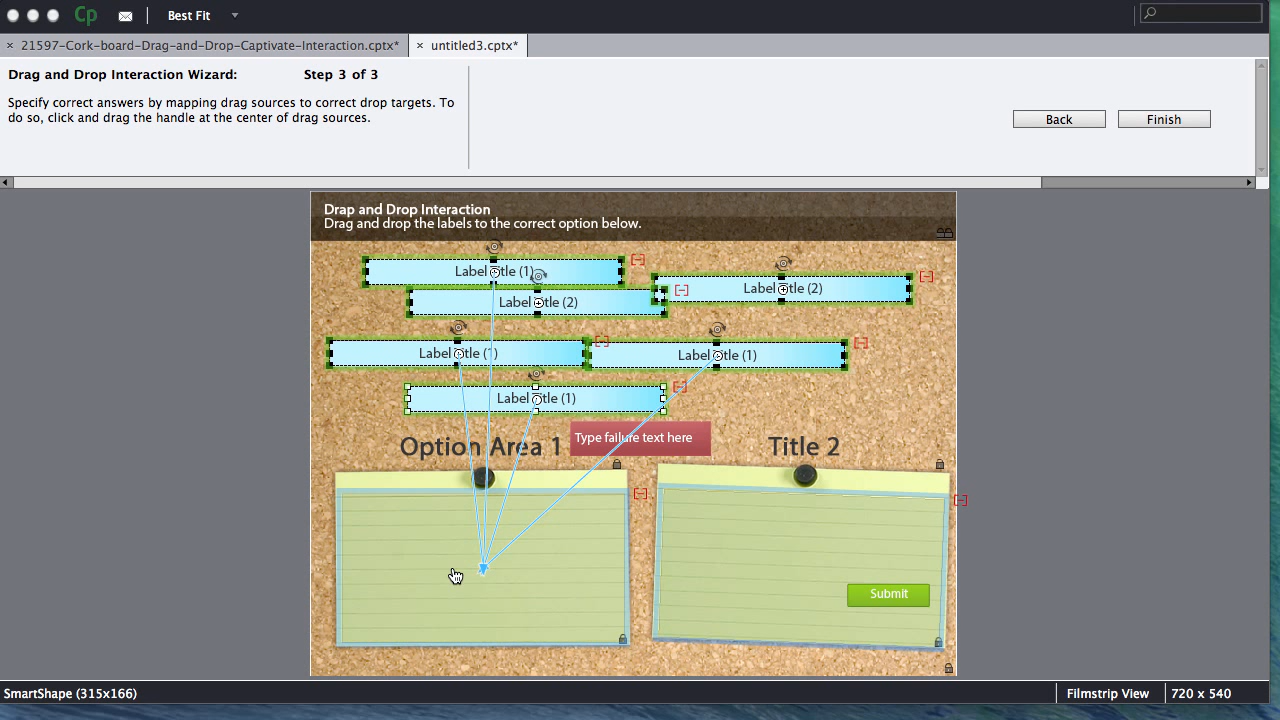 Cp
Best Fit
× 21597-Cork-board-Drag-and-Drop-Captivate-Interaction.cptx*
× untitled3.cptx*
Drag and Drop Interaction Wizard:
Step 3 of 3
Specify correct answers by mapping drag sources to correct drop targets. To
do so, click and drag the handle at the center of drag sources.
Back
Finish
Drap and Drop Interaction
Drag and drop the labels to the correct option below.
Label Title (1)
Label Title (2)
Label Title (2)
Label Title (1)
Label Title (1)
Label Title (1)
Type failure text here
Option Area 1
Title 2
Submit
SmartShape (315x166)
Filmstrip View
720 x 540